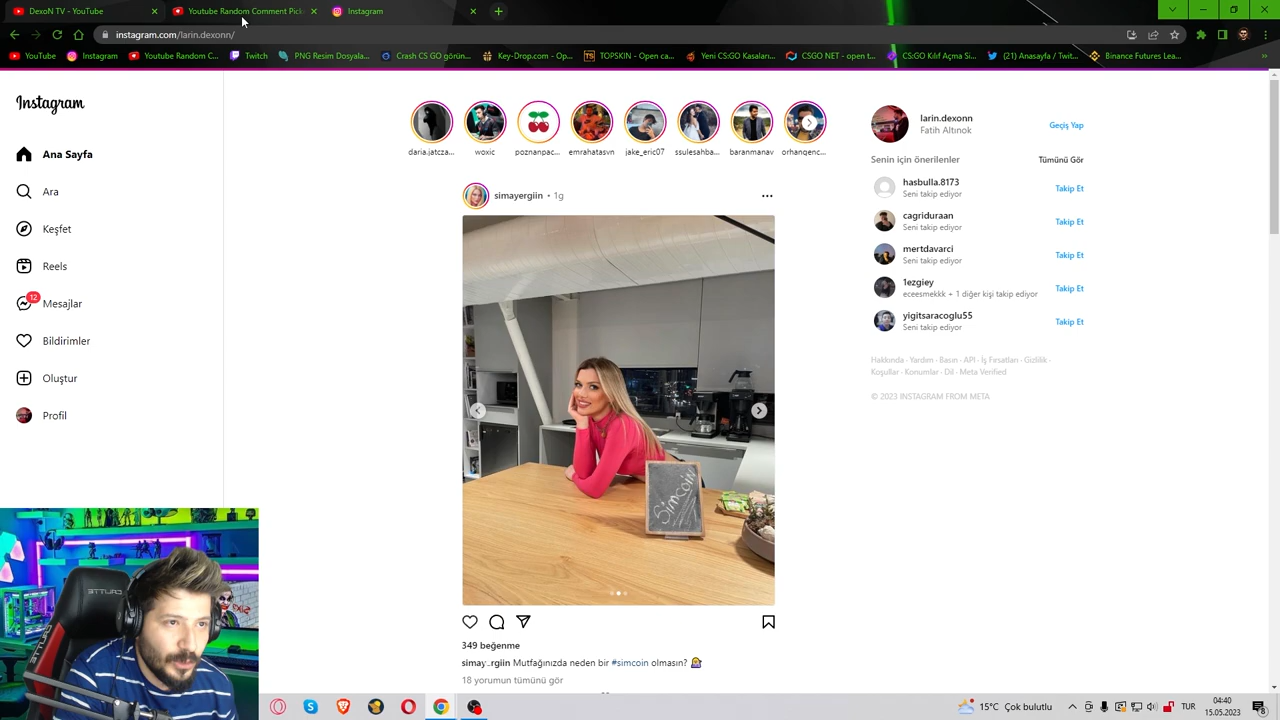 DexoN TV - YouTube
Youtube Random Comment Pick
Instagram
instagram.com/larin.dexonn/
YouTube
Instagram
Youtube Random C...
Twitch
PNG Resim Dosyala...
Crash CS GO görün...
Key-Drop.com - Op...
TOPSKIN - Open ca...
Yeni CS:GO Kasaları...
CSGO NET - open t...
CS:GO Kılıf Açma Si...
(21) Anasayfa / Twit...
Binance Futures Lea...
Instagram
Ana Sayfa
Ara
Keşfet
Reels
12
Mesajlar
Bildirimler
Oluştur
Profil
daria.jatcza...
woxic
poznanpac...
emrahatasvn
jake_eric07
ssulesahba...
baranmanav
orhangenc...
simayergiin • 1g
Simcoin
349 beğenme
simay_rgiin Mutfağınızda neden bir #simcoin olmasın?
18 yorumun tümünü gör
larin.dexonn
Fatih Altınok
Geçiş Yap
Senin için önerilenler
Tümünü Gör
hasbulla.8173
Seni takip ediyor
Takip Et
cagriduraan
Seni takip ediyor
Takip Et
mertdavarci
Seni takip ediyor
Takip Et
1ezgiey
eceesmekkk + 1 diğer kişi takip ediyor
Takip Et
yigitsaracoglu55
Seni takip ediyor
Takip Et
Hakkında · Yardım · Basın · API · İş Fırsatları · Gizlilik ·
Koşullar · Konumlar · Dil · Meta Verified
© 2023 INSTAGRAM FROM META
15°C Çok bulutlu
TUR
04:40
15.05.2023
8